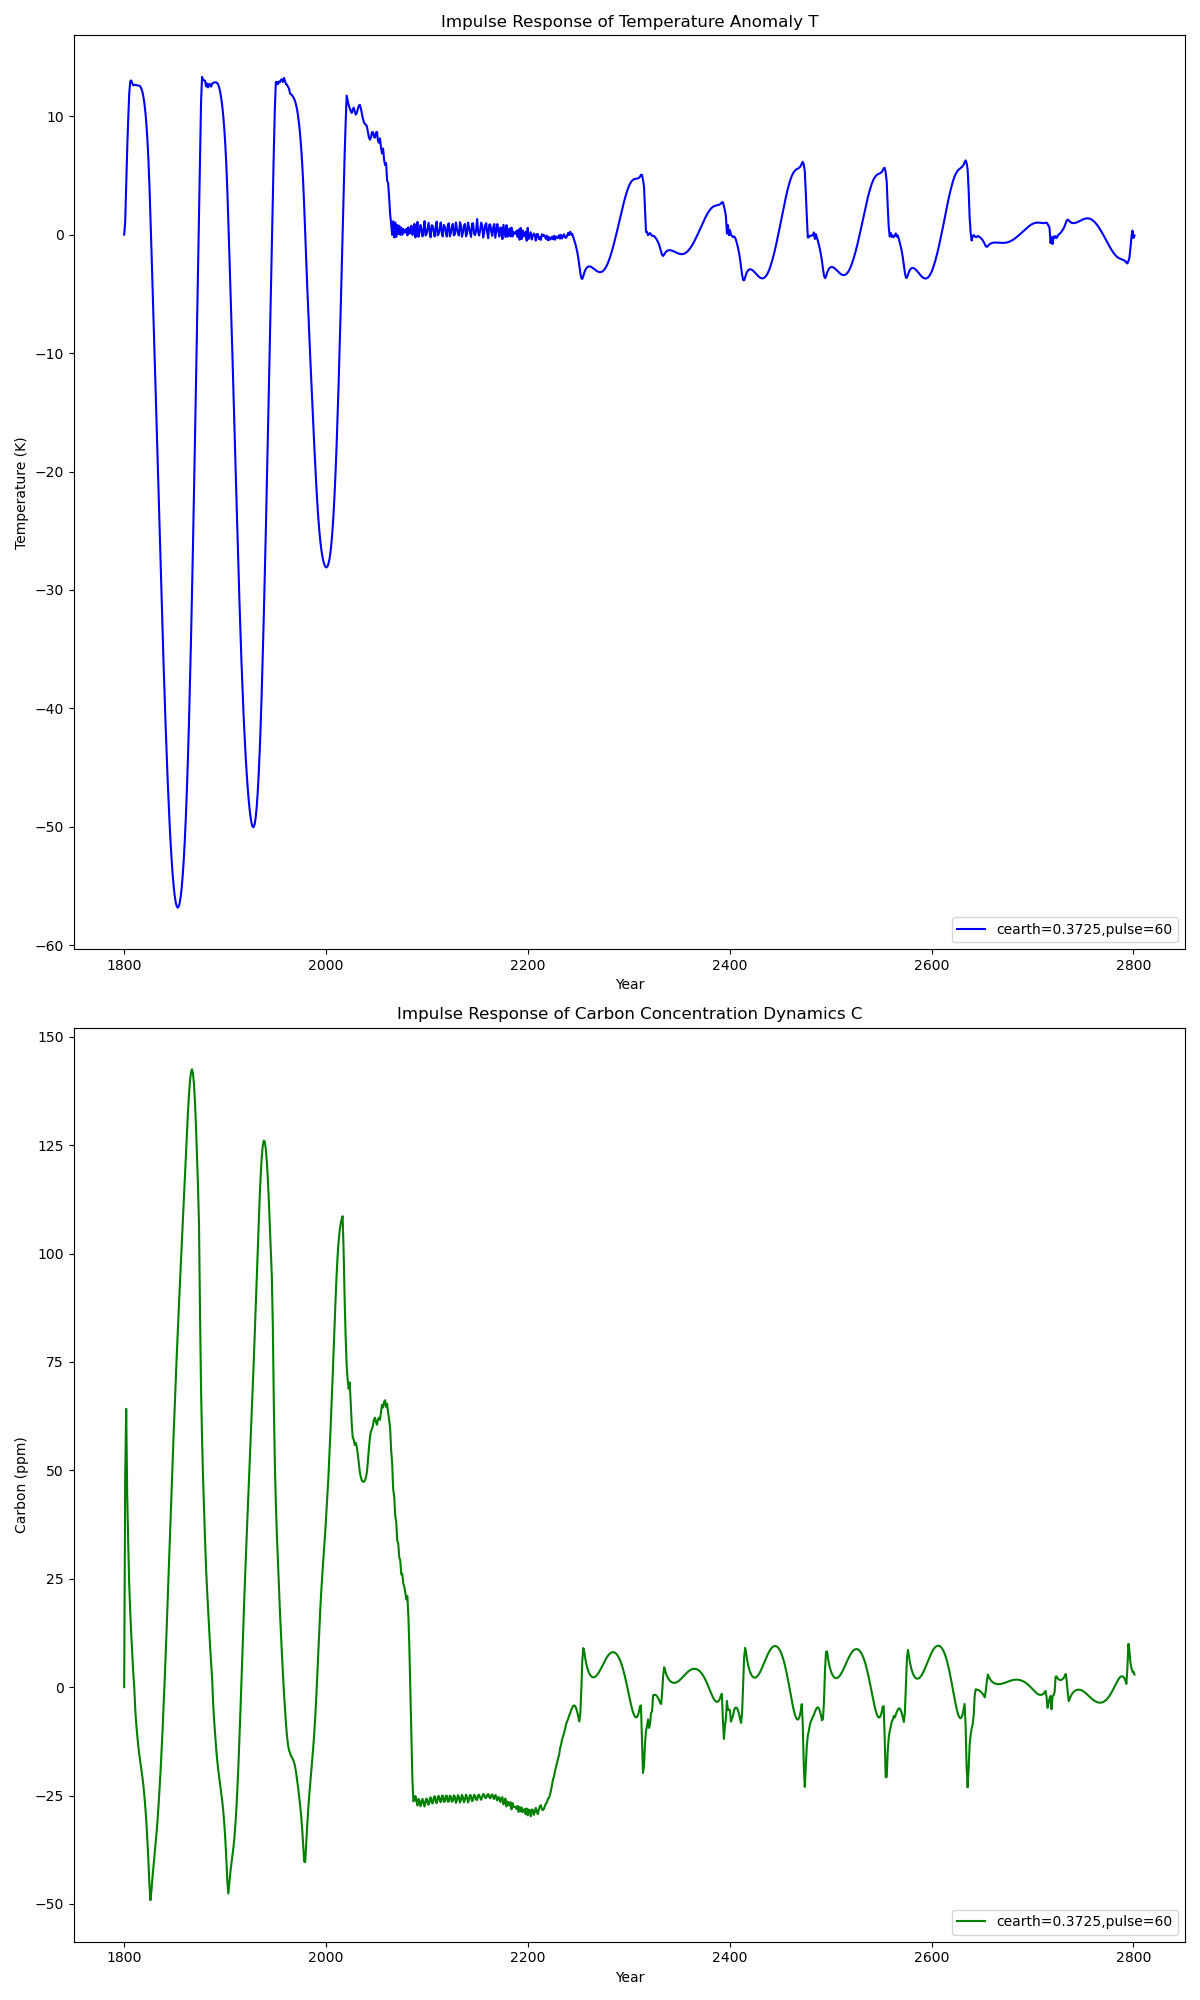 Impulse Response of Temperature Anomaly T
10
0
−10
−20
−30
−40
−50
−60
Temperature (K)
cearth=0.3725,pulse=60
1800 2000 2200 2400 2600 2800
Year
Impulse Response of Carbon Concentration Dynamics C
150
125
100
75
50
25
0
−25
−50
Carbon (ppm)
cearth=0.3725,pulse=60
1800 2000 2200 2400 2600 2800
Year